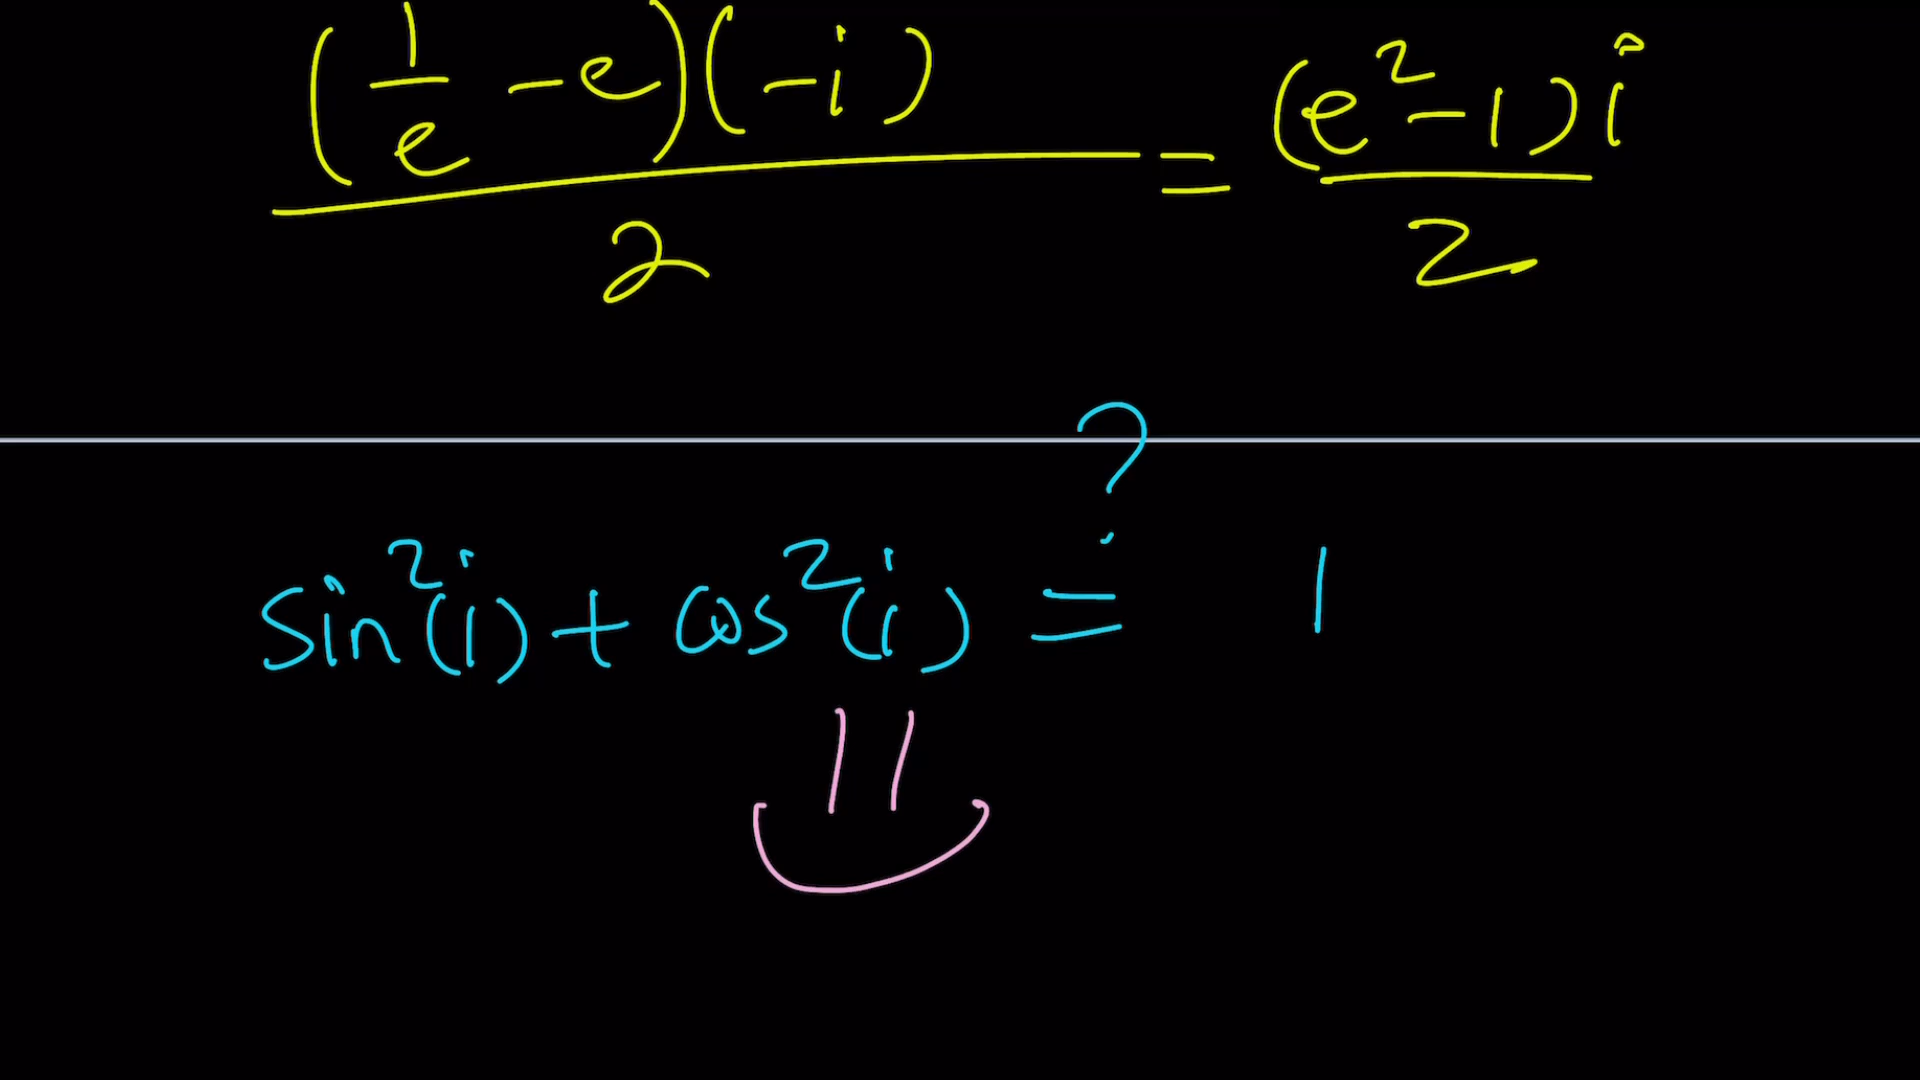 (1/e - e)(-i) / 2 = (e² - 1)i / 2
?
sin²(i) + cos²(i) = 1